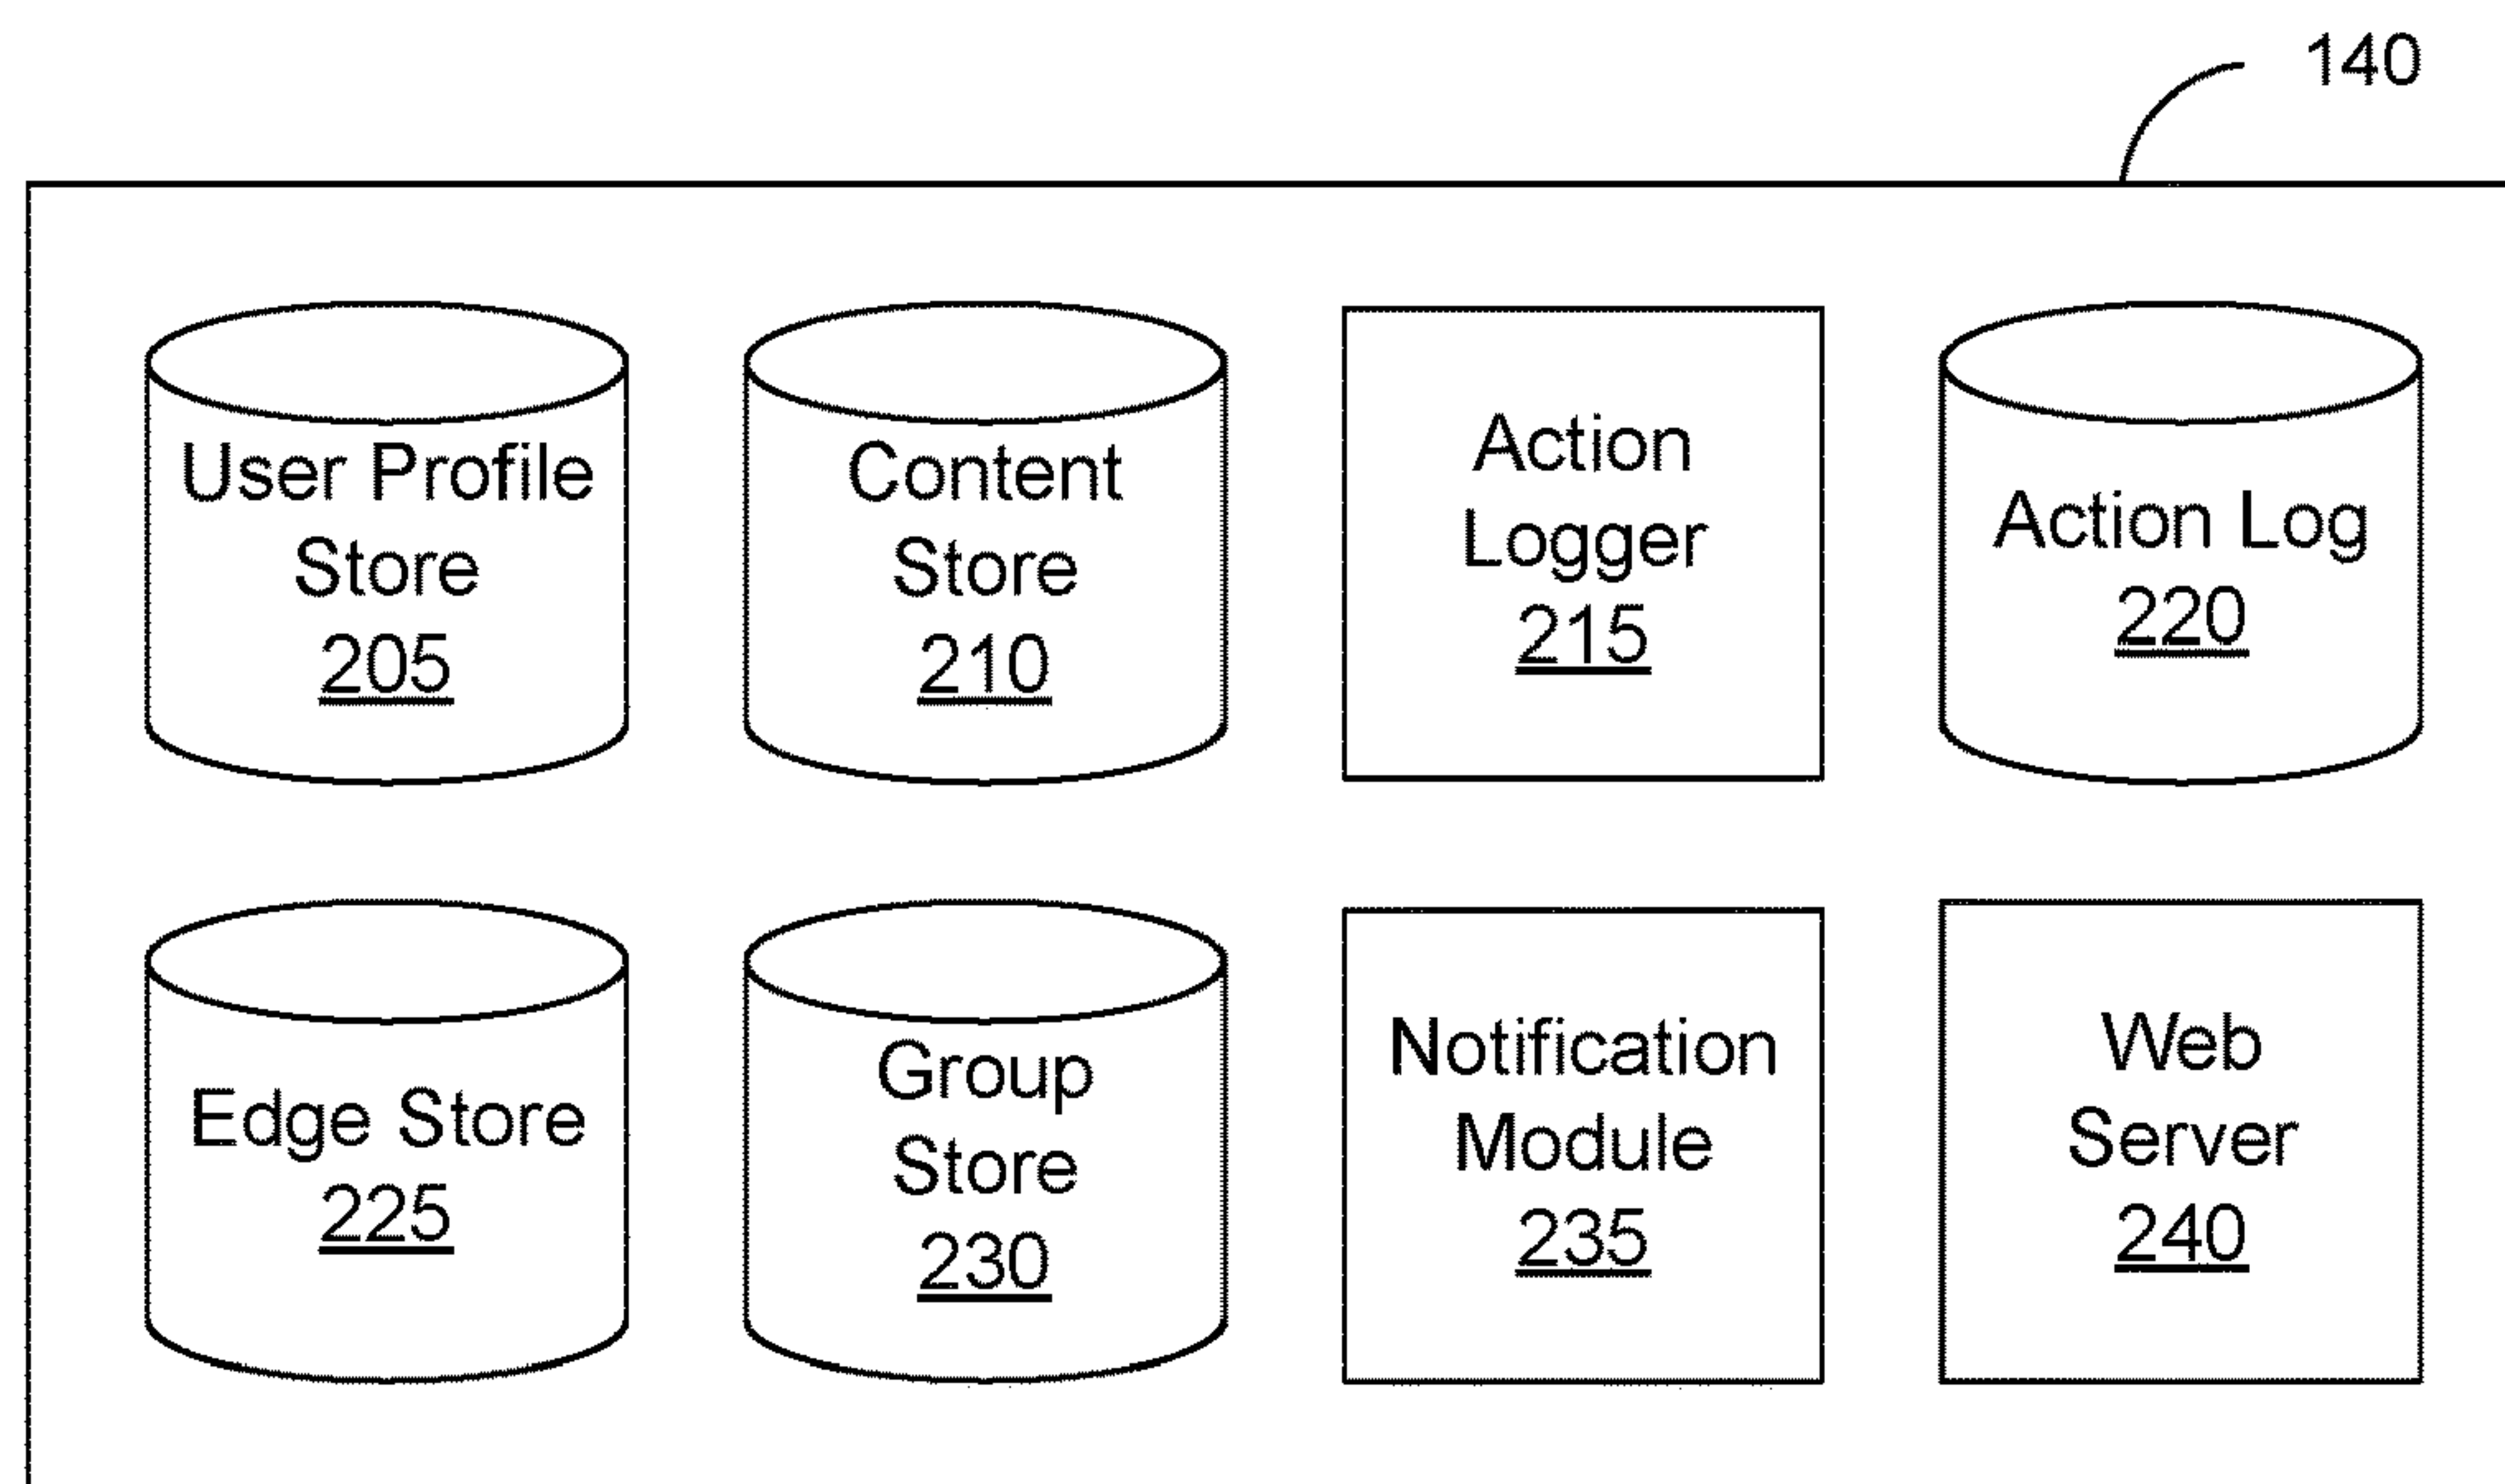 140
User Profile
Store
205
Content
Store
210
Action
Logger
215
Action Log
220
Edge Store
225
Group
Store
230
Notification
Module
235
Web
Server
240